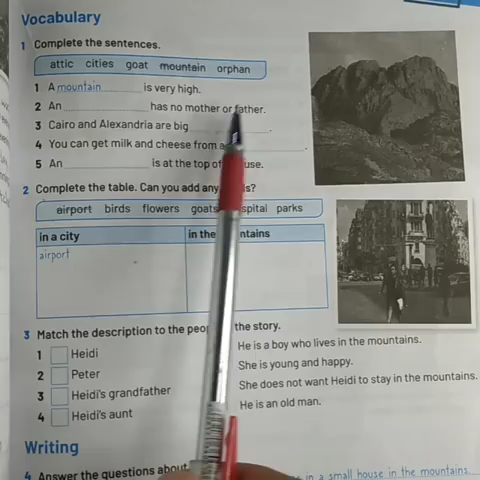 Vocabulary
1 Complete the sentences.
attic cities goat mountain orphan
1 A mountain is very high.
2 An has no mother or father.
3 Cairo and Alexandria are big .
4 You can get milk and cheese from a .
5 An is at the top of use.
2 Complete the table. Can you add any s?
airport birds flowers goats spital parks
in a city in the ntains
airport
3 Match the description to the peo the story.
1 Heidi He is a boy who lives in the mountains.
2 Peter She is young and happy.
3 Heidi's grandfather She does not want Heidi to stay in the mountains.
4 Heidi's aunt He is an old man.
Writing
4 Answer the questions about in a small house in the mountains.